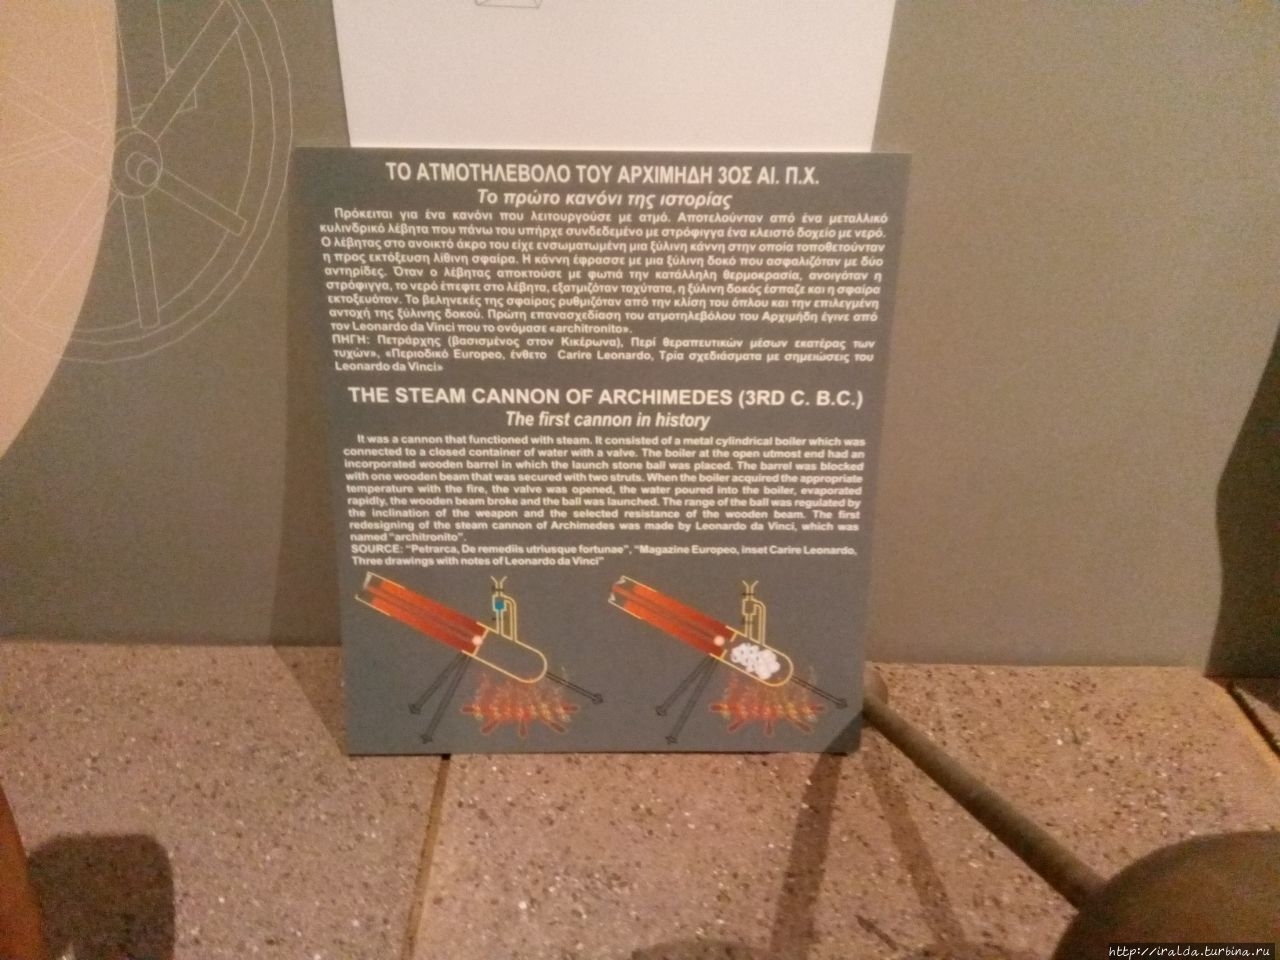 ΤΟ ΑΤΜΟΤΗΛΕΒΟΛΟ ΤΟΥ ΑΡΧΙΜΗΔΗ 3ΟΣ ΑΙ. Π.Χ.
Το πρώτο κανόνι της ιστορίας
Πρόκειται για ένα κανόνι που λειτουργούσε με ατμό. Αποτελούνταν από ένα μεταλλικό
κυλινδρικό λέβητα που πάνω του υπήρχε συνδεδεμένο με στρόφιγγα ένα κλειστό δοχείο με νερό.
Ο λέβητας στο ανοικτό άκρο του είχε ενσωματωμένη μια ξύλινη κάννη στην οποία τοποθετούνταν
η προς εκτόξευση λίθινη σφαίρα. Η κάννη έφρασσε με μια ξύλινη δοκό που ασφαλιζόταν με δύο
αντηρίδες. Όταν ο λέβητας αποκτούσε με φωτιά την κατάλληλη θερμοκρασία, ανοιγόταν η
στρόφιγγα, το νερό έπεφτε στο λέβητα, εξατμιζόταν ταχύτατα, η ξύλινη δοκός έσπαζε και η σφαίρα
εκτοξευόταν. Το βεληνεκές της σφαίρας ρυθμιζόταν από την κλίση του όπλου και την επιλεγμένη
αντοχή της ξύλινης δοκού. Πρώτη επανασχεδίαση του ατμοτηλεβόλου του Αρχιμήδη έγινε από
τον Leonardo da Vinci που το ονόμασε «architronito».
ΠΗΓΗ: Πετράρχης (βασισμένος στον Κικέρωνα), Περί θεραπευτικών μέσων εκατέρας των
τυχών», «Περιοδικό Europeo, ένθετο Carire Leonardo, Τρία σχεδιάσματα με σημειώσεις του
Leonardo da Vinci»
THE STEAM CANNON OF ARCHIMEDES (3RD C. B.C.)
The first cannon in history
It was a cannon that functioned with steam. It consisted of a metal cylindrical boiler which was
connected to a closed container of water with a valve. The boiler at the open utmost end had an
incorporated wooden barrel in which the launch stone ball was placed. The barrel was blocked
with one wooden beam that was secured with two struts. When the boiler acquired the appropriate
temperature with the fire, the valve was opened, the water poured into the boiler, evaporated
rapidly, the wooden beam broke and the ball was launched. The range of the ball was regulated by
the inclination of the weapon and the selected resistance of the wooden beam. The first
redesigning of the steam cannon of Archimedes was made by Leonardo da Vinci, which was
named "architronito".
SOURCE: "Petrarca, De remediis utriusque fortunae", "Magazine Europeo, inset Carire Leonardo,
Three drawings with notes of Leonardo da Vinci"
http://iralda.turbina.ru